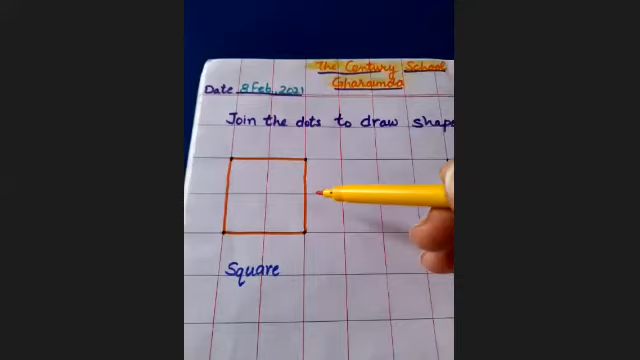 The Century School
Gharaunda
Date 8 Feb, 2021
Join the dots to draw shape
Square